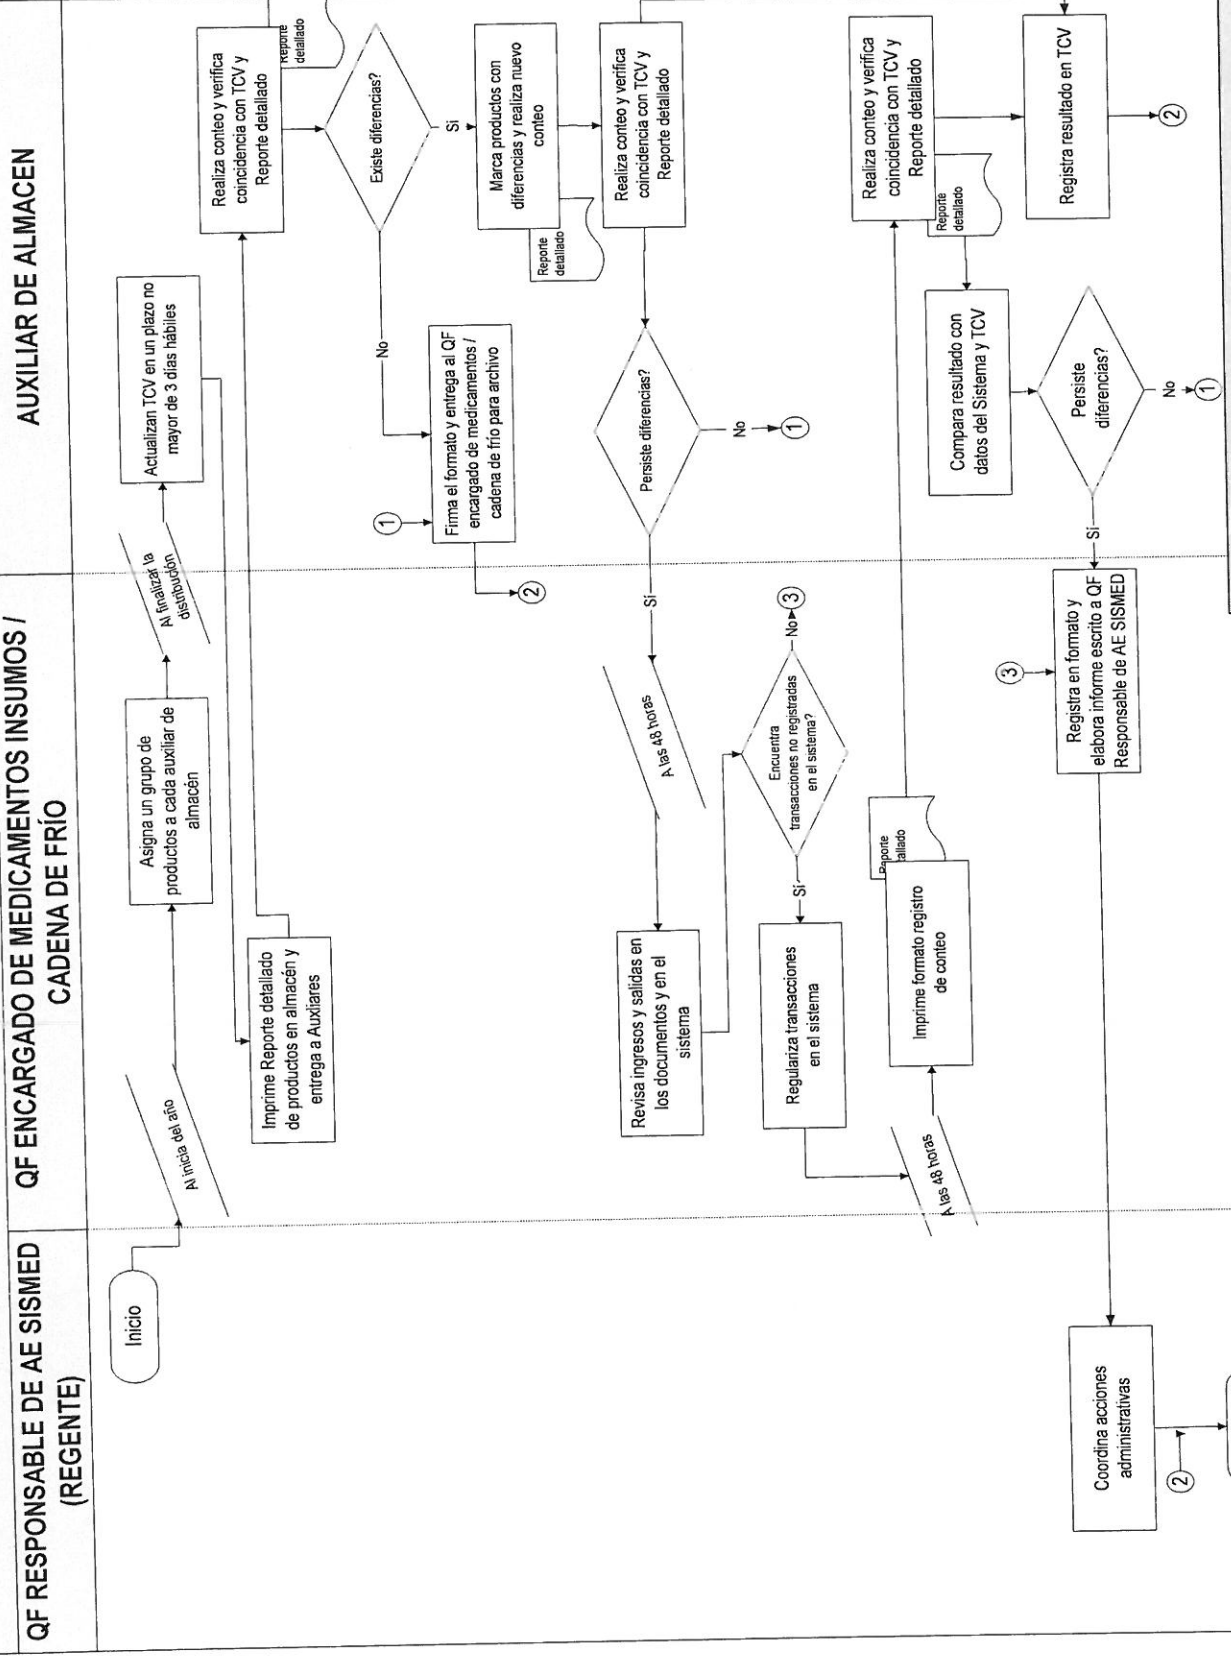 QF RESPONSABLE DE AE SISMED
(REGENTE)
QF ENCARGADO DE MEDICAMENTOS INSUMOS /
CADENA DE FRÍO
AUXILIAR DE ALMACEN
Inicio
Al inicia del año
Asigna un grupo de
productos a cada auxiliar de
almacén
Al finalizar la
distribución
Actualizan TCV en un plazo no
mayor de 3 días hábiles
Imprime Reporte detallado
de productos en almacén y
entrega a Auxiliares
Realiza conteo y verifica
coincidencia con TCV y
Reporte detallado
Reporte
detallado
Existe diferencias?
No
Si
Firma el formato y entrega al QF
encargado de medicamentos /
cadena de frío para archivo
1
2
Marca productos con
diferencias y realiza nuevo
conteo
Reporte
detallado
Realiza conteo y verifica
coincidencia con TCV y
Reporte detallado
Persiste diferencias?
No
1
Sí
A las 48 horas
Revisa ingresos y salidas en
los documentos y en el
sistema
Encuentra
transacciones no registradas
en el sistema?
No
3
Sí
Regulariza transacciones
en el sistema
A las 48 horas
Imprime formato registro
de conteo
Reporte
tallado
Realiza conteo y verifica
coincidencia con TCV y
Reporte detallado
Reporte
detallado
Registra resultado en TCV
2
Compara resultado con
datos del Sistema y TCV
Persiste
diferencias?
No
1
Sí
3
Registra en formato y
elabora informe escrito a QF
Responsable de AE SISMED
Coordina acciones
administrativas
2